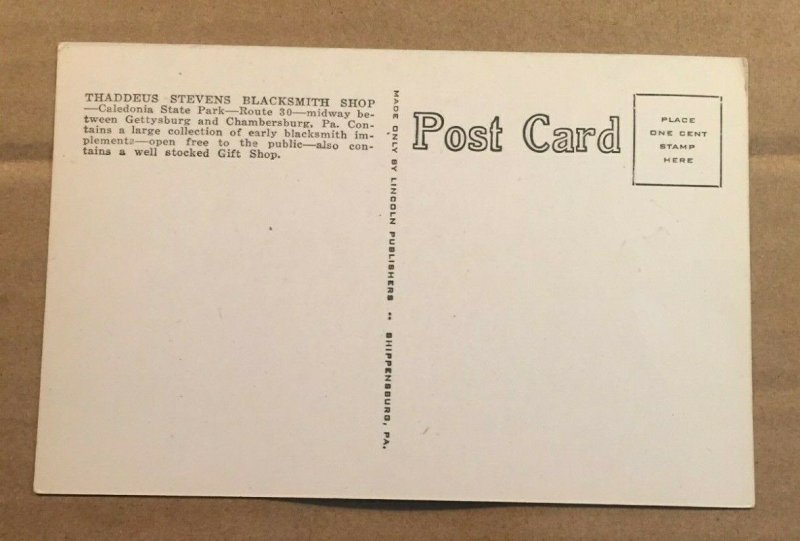 THADDEUS STEVENS BLACKSMITH SHOP
—Caledonia State Park—Route 30—midway be-
tween Gettysburg and Chambersburg, Pa. Con-
tains a large collection of early blacksmith im-
plements—open free to the public—also con-
tains a well stocked Gift Shop.
MADE ONLY BY LINCOLN PUBLISHERS ** SHIPPENSBURG, PA.
Post Card
PLACE
ONE CENT
STAMP
HERE